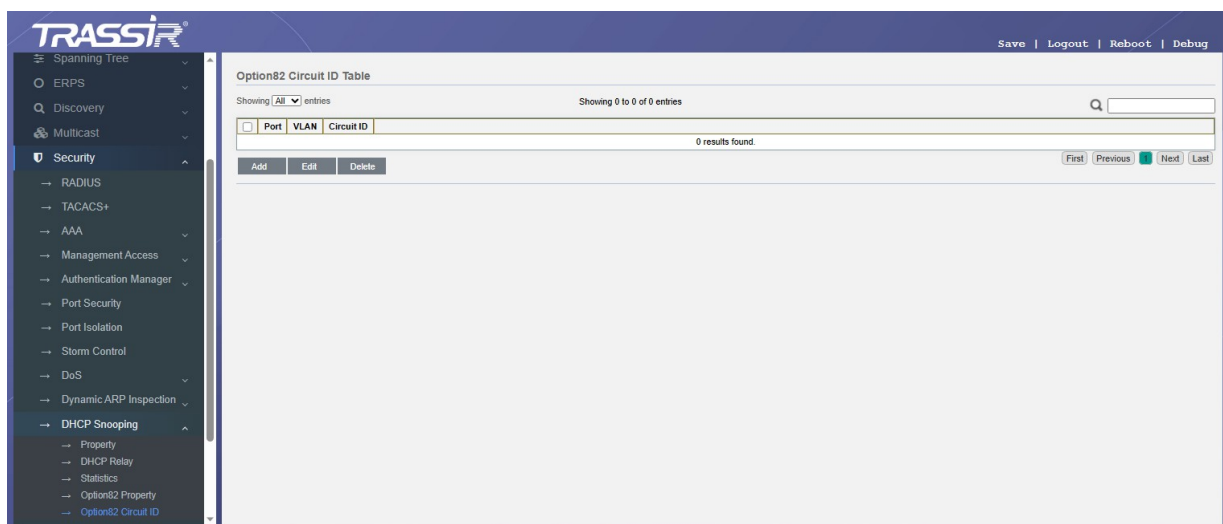 TRASSIR
Save | Logout | Reboot | Debug
Spanning Tree
ERPS
Discovery
Multicast
Security
RADIUS
TACACS+
AAA
Management Access
Authentication Manager
Port Security
Port Isolation
Storm Control
DoS
Dynamic ARP Inspection
DHCP Snooping
Property
DHCP Relay
Statistics
Option82 Property
Option82 Circuit ID
Option82 Circuit ID Table
Showing All entries
Showing 0 to 0 of 0 entries
Port VLAN Circuit ID
0 results found.
Add Edit Delete
First Previous 1 Next Last